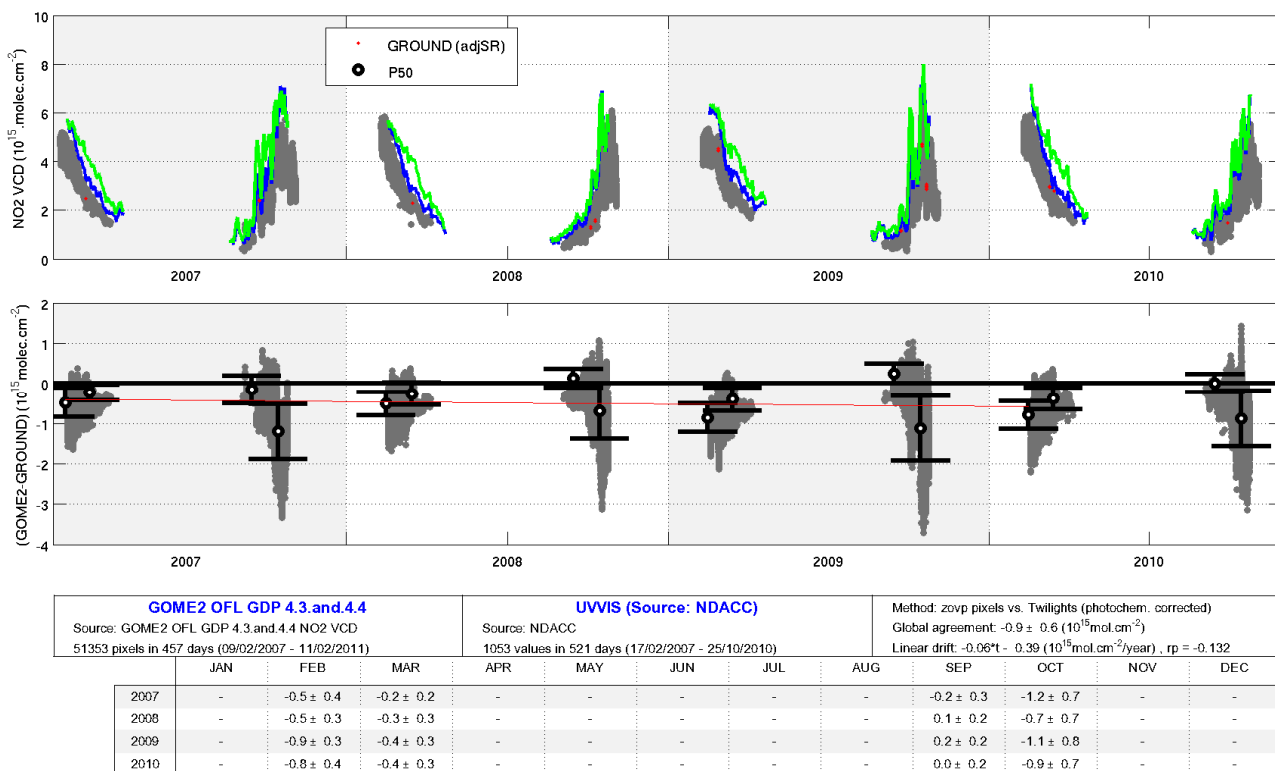 10
8
6
4
2
0
NO2 VCD (10^15.molec.cm^-2)
GROUND (adjSR)
P50
2007 2008 2009 2010
2
1
0
-1
-2
-3
-4
(GOME2-GROUND) (10^15 molec.cm^-2)
2007 2008 2009 2010
GOME2 OFL GDP 4.3.and.4.4
Source: GOME2 OFL GDP 4.3.and.4.4 NO2 VCD
51353 pixels in 457 days (09/02/2007 - 11/02/2011)
UVVIS (Source: NDACC)
Source: NDACC
1053 values in 521 days (17/02/2007 - 25/10/2010)
Method: zovp pixels vs. Twilights (photochem. corrected)
Global agreement: -0.9 ± 0.6 (10^15 mol.cm^-2)
Linear drift: -0.06*t - 0.39 (10^15 mol.cm^-2/year) , rp = -0.132
JAN FEB MAR APR MAY JUN JUL AUG SEP OCT NOV DEC
2007 - -0.5 ± 0.4 -0.2 ± 0.2 - - - - - -0.2 ± 0.3 -1.2 ± 0.7 - -
2008 - -0.5 ± 0.3 -0.3 ± 0.3 - - - - - 0.1 ± 0.2 -0.7 ± 0.7 - -
2009 - -0.9 ± 0.3 -0.4 ± 0.3 - - - - - 0.2 ± 0.2 -1.1 ± 0.8 - -
2010 - -0.8 ± 0.4 -0.4 ± 0.3 - - - - - 0.0 ± 0.2 -0.9 ± 0.7 - -